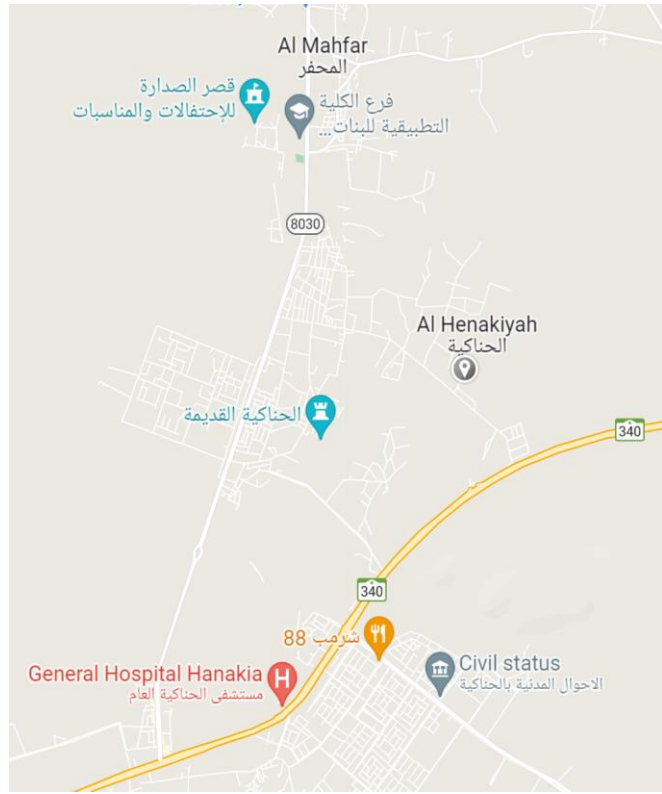 Al Mahfar
المحفر
قصر الصدارة
للإحتفالات والمناسبات
فرع الكلية
التطبيقية للبنات...
8030
Al Henakiyah
الحناكية
الحناكية القديمة
340
340
شرمب 88
General Hospital Hanakia
مستشفى الحناكية العام
Civil status
الاحوال المدنية بالحناكية